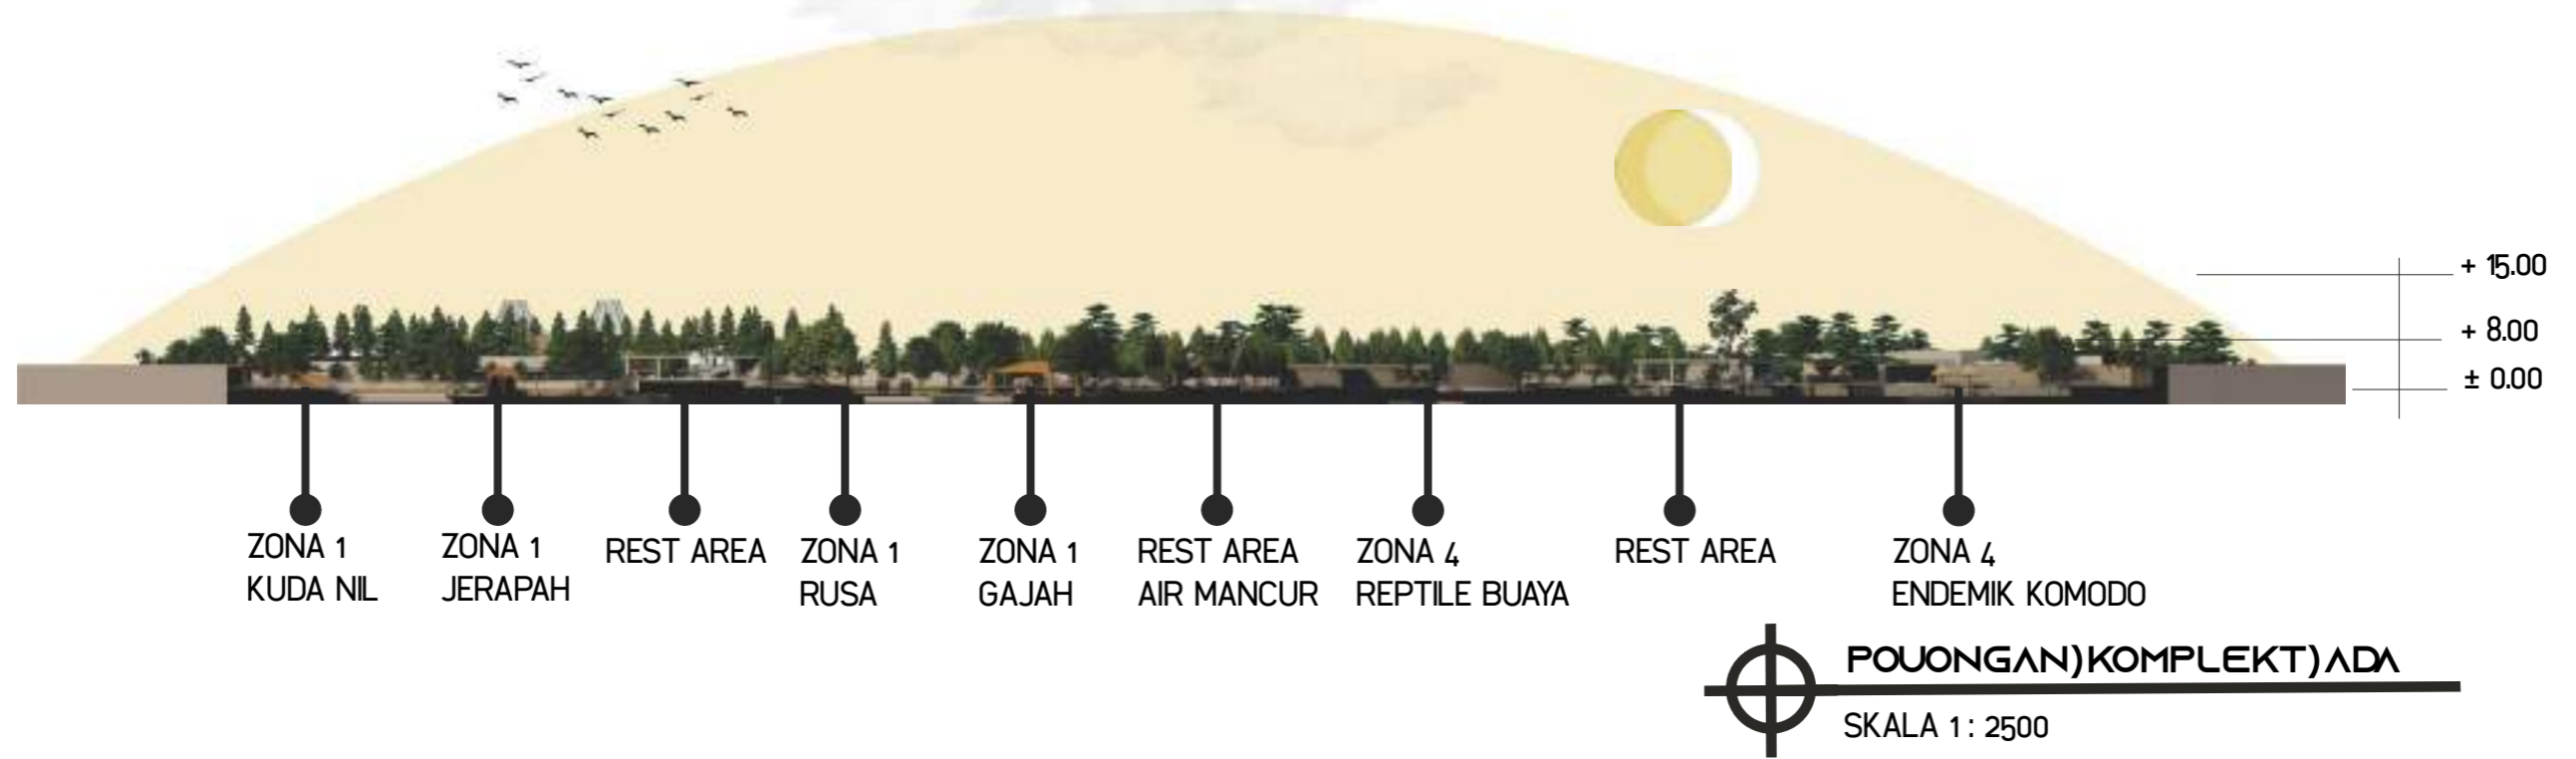 + 15.00
+ 8.00
± 0.00
ZONA 1
KUDA NIL
ZONA 1
JERAPAH
REST AREA
ZONA 1
RUSA
ZONA 1
GAJAH
REST AREA
AIR MANCUR
ZONA 4
REPTILE BUAYA
REST AREA
ZONA 4
ENDEMIK KOMODO
POUONGAN)KOMPLEKT)ADA
SKALA 1 : 2500